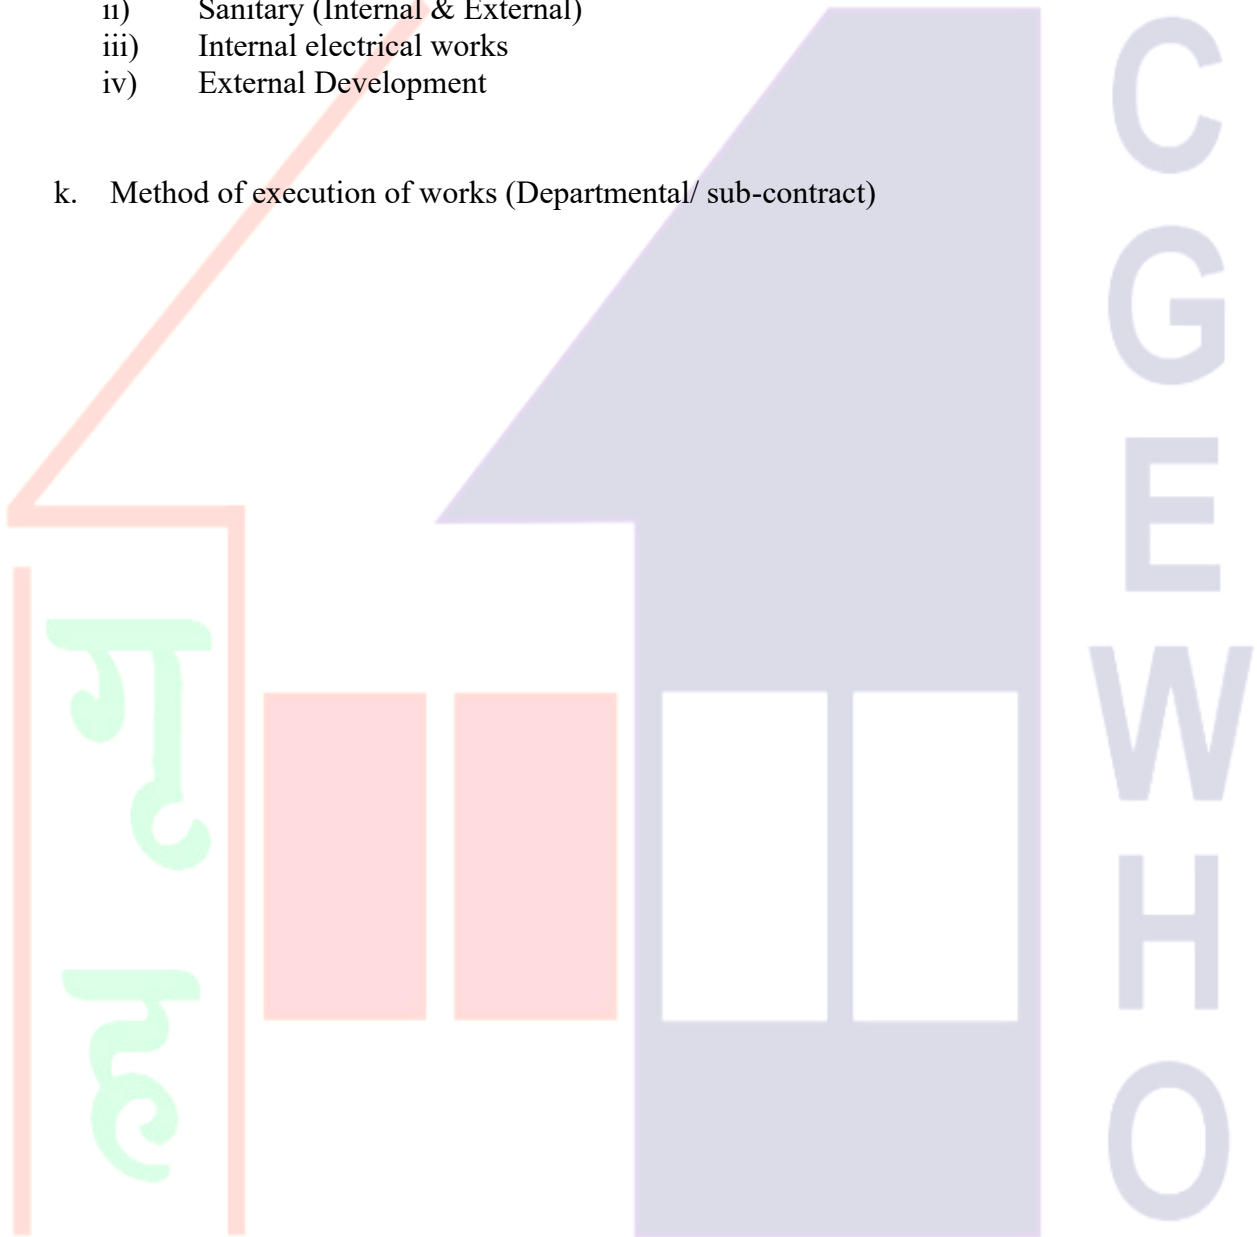 ii) Sanitary (Internal & External)
iii) Internal electrical works
iv) External Development
k. Method of execution of works (Departmental/ sub-contract)
C
G
E
W
H
O
गृ
ह